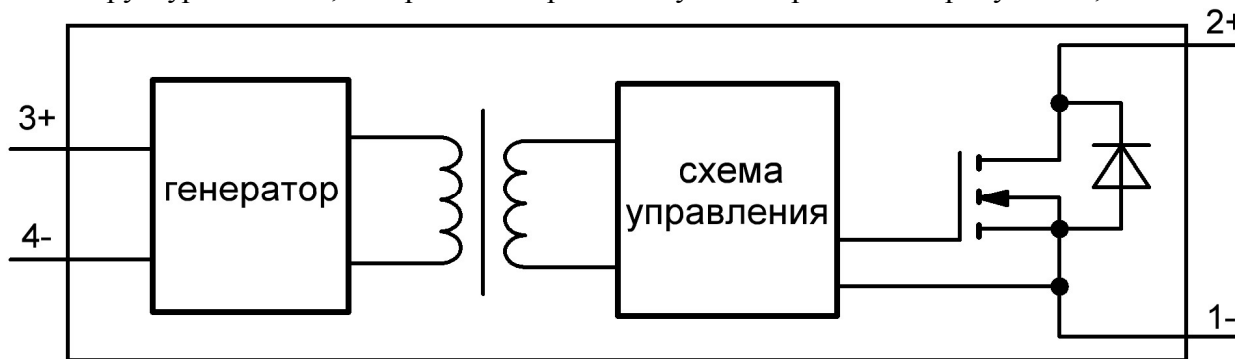 2+
3+
генератор
схема
управления
4-
1-